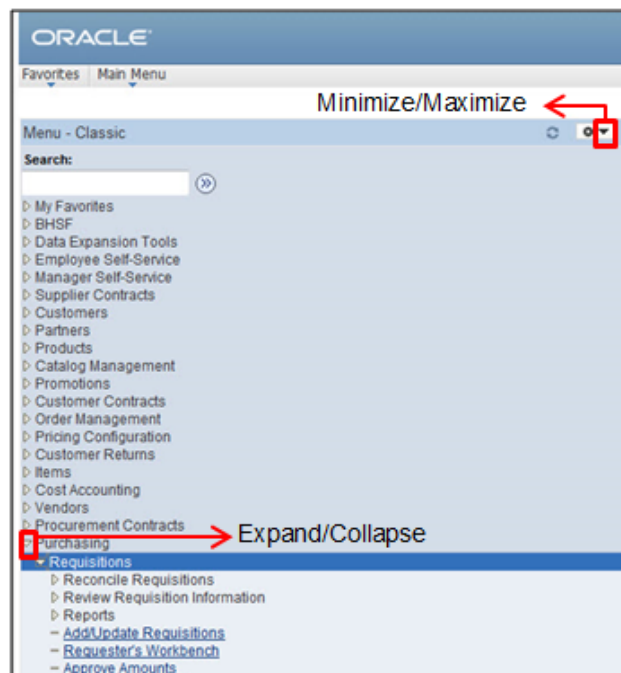 ORACLE
Favorites Main Menu
Minimize/Maximize
Menu - Classic
Search:
My Favorites
BHSF
Data Expansion Tools
Employee Self-Service
Manager Self-Service
Supplier Contracts
Customers
Partners
Products
Catalog Management
Promotions
Customer Contracts
Order Management
Pricing Configuration
Customer Returns
Items
Cost Accounting
Vendors
Procurement Contracts
Purchasing Expand/Collapse
Requisitions
Reconcile Requisitions
Review Requisition Information
Reports
Add/Update Requisitions
Requester's Workbench
Approve Amounts